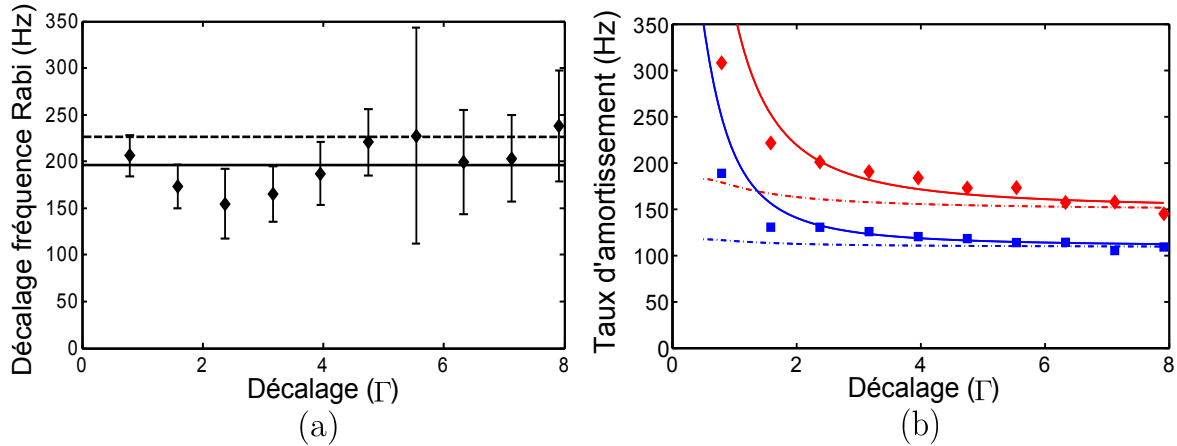 Décalage fréquence Rabi (Hz)
350
300
250
200
150
100
50
0
0 2 4 6 8
Décalage (Γ)
(a)
Taux d'amortissement (Hz)
350
300
250
200
150
100
50
0
0 2 4 6 8
Décalage (Γ)
(b)